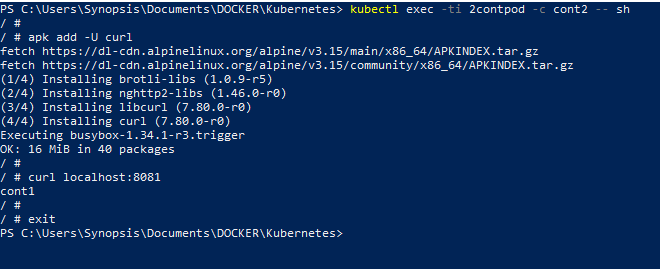 PS C:\Users\Synopsis\Documents\DOCKER\Kubernetes> kubectl exec -ti 2contpod -c cont2 -- sh
/ #
/ # apk add -U curl
fetch https://dl-cdn.alpinelinux.org/alpine/v3.15/main/x86_64/APKINDEX.tar.gz
fetch https://dl-cdn.alpinelinux.org/alpine/v3.15/community/x86_64/APKINDEX.tar.gz
(1/4) Installing brotli-libs (1.0.9-r5)
(2/4) Installing nghttp2-libs (1.46.0-r0)
(3/4) Installing libcurl (7.80.0-r0)
(4/4) Installing curl (7.80.0-r0)
Executing busybox-1.34.1-r3.trigger
OK: 16 MiB in 40 packages
/ #
/ # curl localhost:8081
cont1
/ #
/ # exit
PS C:\Users\Synopsis\Documents\DOCKER\Kubernetes>